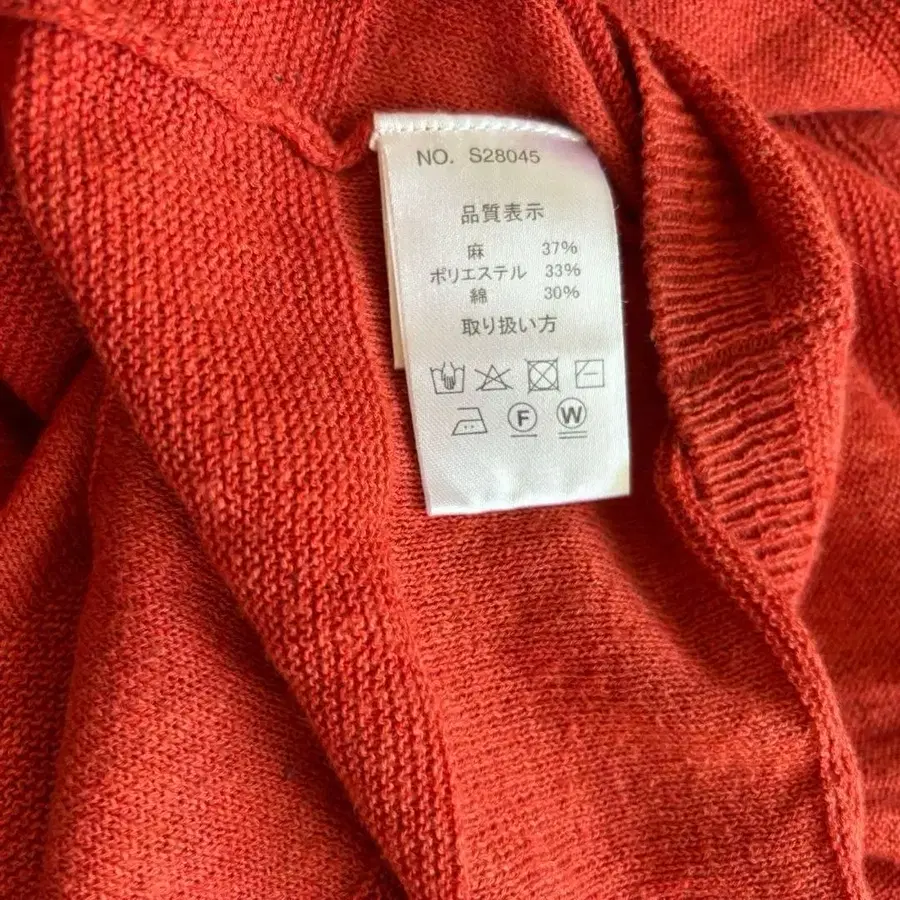 NO. S28045
品質表示
麻 37%
ポリエステル 33%
綿 30%
取り扱い方
F W